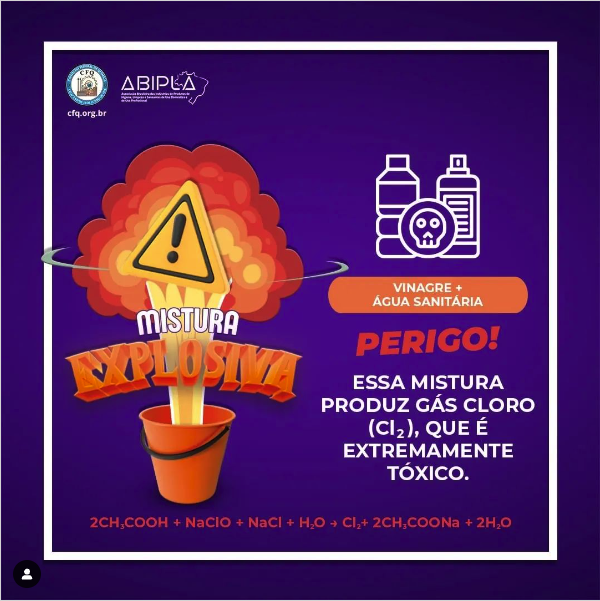 CFQ
cfq.org.br
ABIPLA
MISTURA
EXPLOSIVA
VINAGRE +
ÁGUA SANITÁRIA
PERIGO!
ESSA MISTURA
PRODUZ GÁS CLORO
(Cl₂), QUE É
EXTREMAMENTE
TÓXICO.
2CH₃COOH + NaClO + NaCl + H₂O → Cl₂+ 2CH₃COONa + 2H₂O